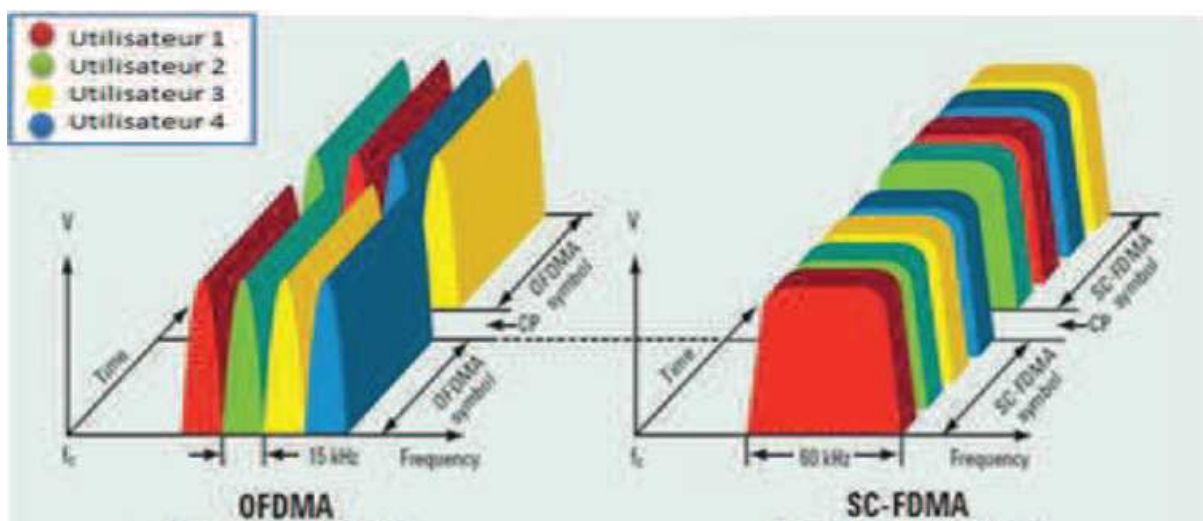 Utilisateur 1
Utilisateur 2
Utilisateur 3
Utilisateur 4
V
Time
OFDMA symbol
CP
OFDMA symbol
fc
15 kHz
Frequency
OFDMA
V
Time
SC-FDMA symbol
CP
SC-FDMA symbol
fc
60 kHz
Frequency
SC-FDMA